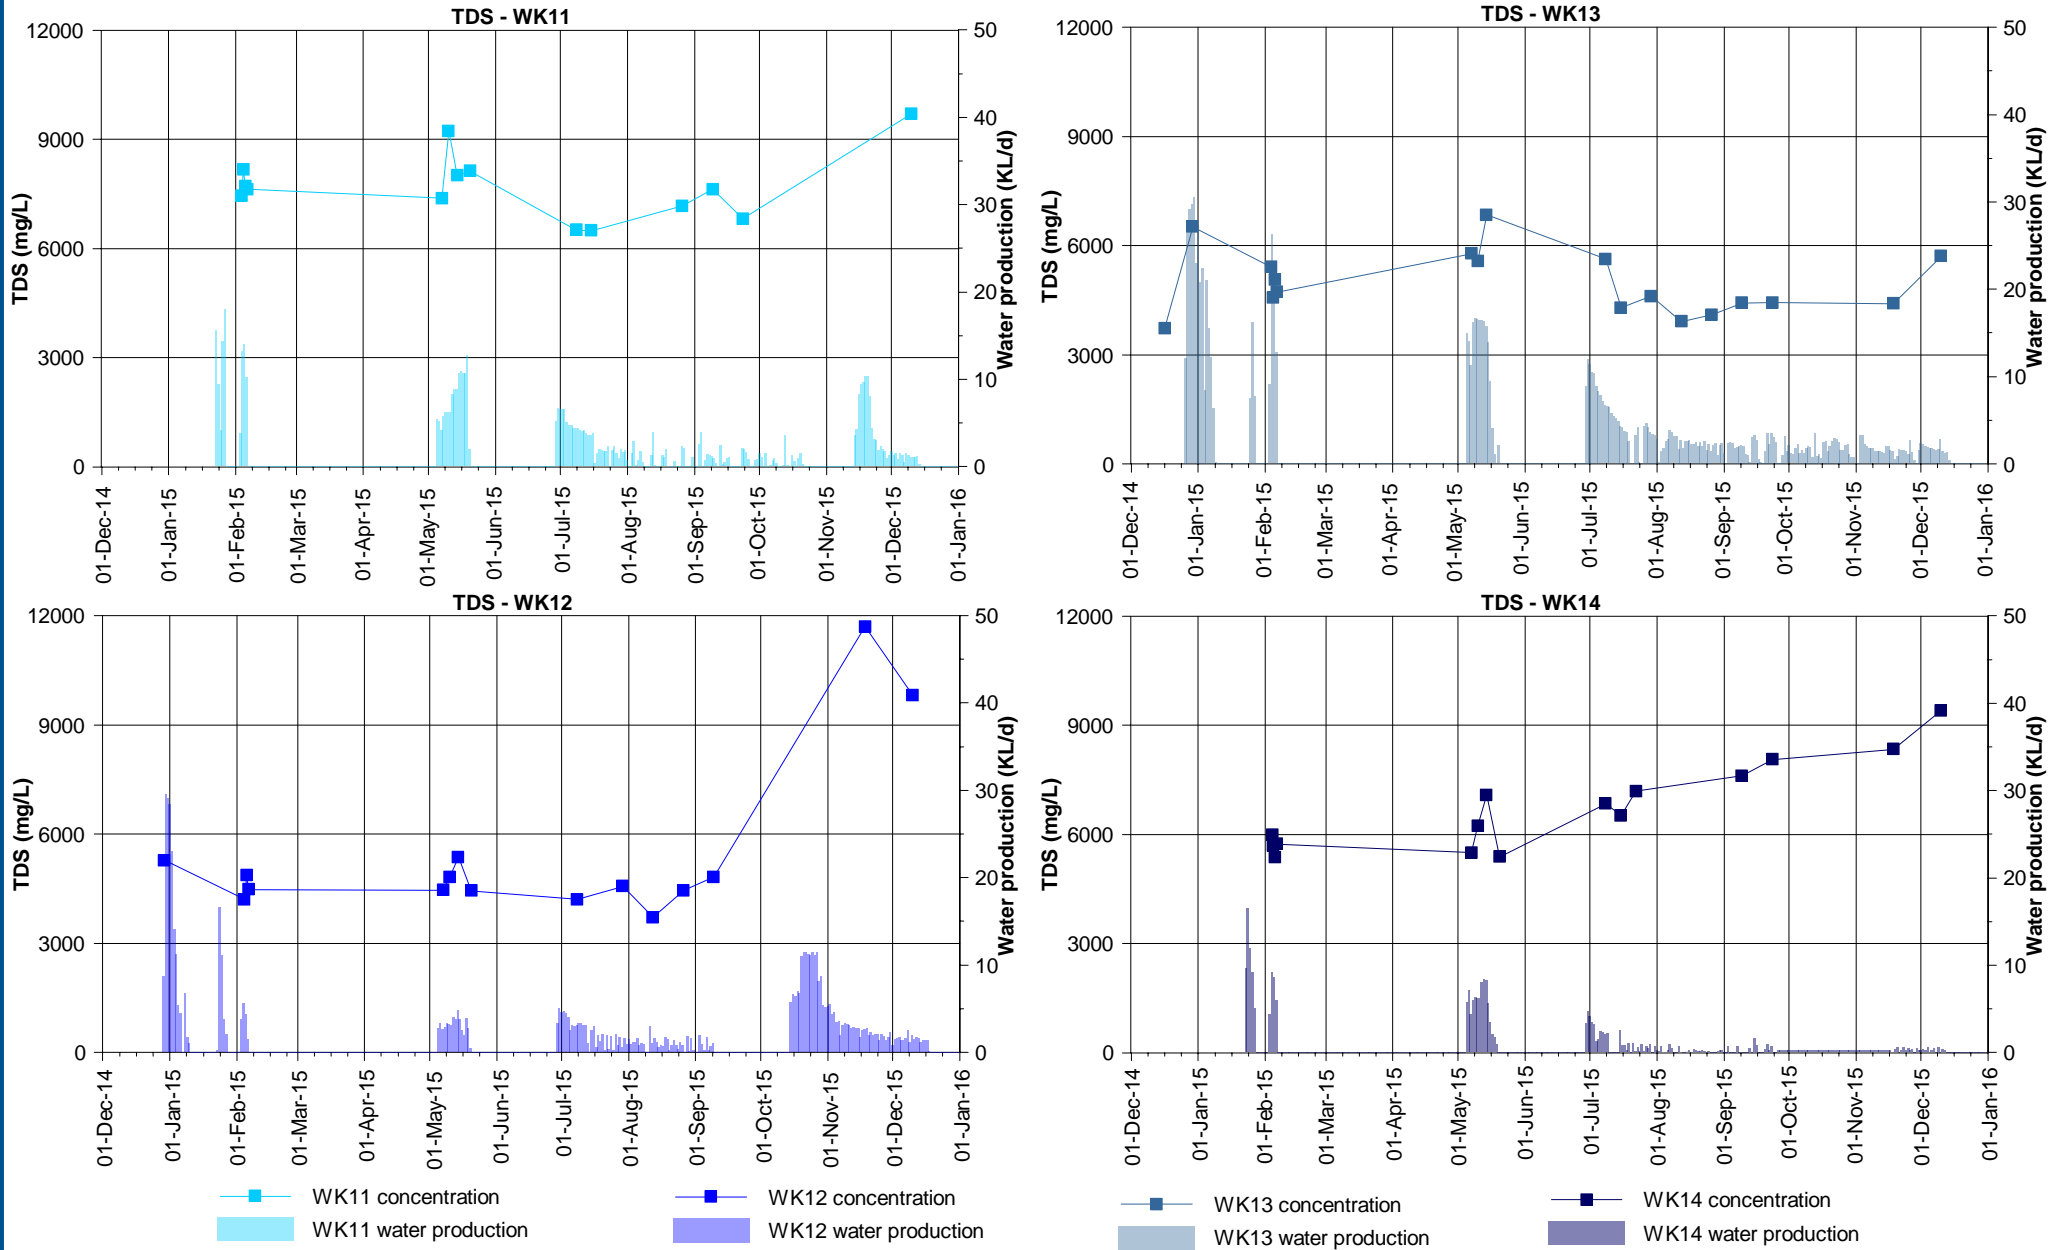 TDS - WK11
12000
9000
6000
3000
0
TDS (mg/L)
50
40
30
20
10
0
Water production (KL/d)
01-Dec-14
01-Jan-15
01-Feb-15
01-Mar-15
01-Apr-15
01-May-15
01-Jun-15
01-Jul-15
01-Aug-15
01-Sep-15
01-Oct-15
01-Nov-15
01-Dec-15
01-Jan-16
TDS - WK13
12000
9000
6000
3000
0
TDS (mg/L)
50
40
30
20
10
0
Water production (KL/d)
01-Dec-14
01-Jan-15
01-Feb-15
01-Mar-15
01-Apr-15
01-May-15
01-Jun-15
01-Jul-15
01-Aug-15
01-Sep-15
01-Oct-15
01-Nov-15
01-Dec-15
01-Jan-16
TDS - WK12
12000
9000
6000
3000
0
TDS (mg/L)
50
40
30
20
10
0
Water production (KL/d)
01-Dec-14
01-Jan-15
01-Feb-15
01-Mar-15
01-Apr-15
01-May-15
01-Jun-15
01-Jul-15
01-Aug-15
01-Sep-15
01-Oct-15
01-Nov-15
01-Dec-15
01-Jan-16
TDS - WK14
12000
9000
6000
3000
0
TDS (mg/L)
50
40
30
20
10
0
Water production (KL/d)
01-Dec-14
01-Jan-15
01-Feb-15
01-Mar-15
01-Apr-15
01-May-15
01-Jun-15
01-Jul-15
01-Aug-15
01-Sep-15
01-Oct-15
01-Nov-15
01-Dec-15
01-Jan-16
WK11 concentration
WK11 water production
WK12 concentration
WK12 water production
WK13 concentration
WK13 water production
WK14 concentration
WK14 water production